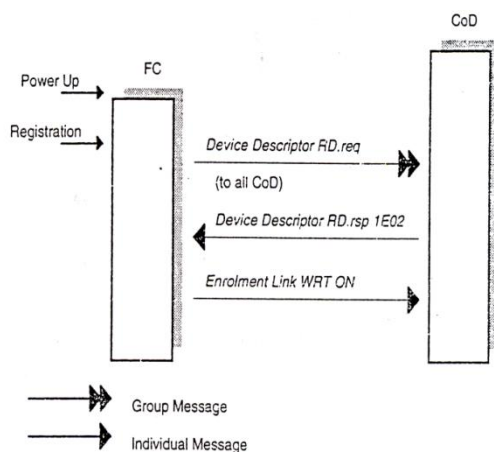 CoD
FC
Power Up
Registration
Device Descriptor RD.req
(to all CoD)
Device Descriptor RD.rsp 1E02
Enrolment Link WRT ON
Group Message
Individual Message